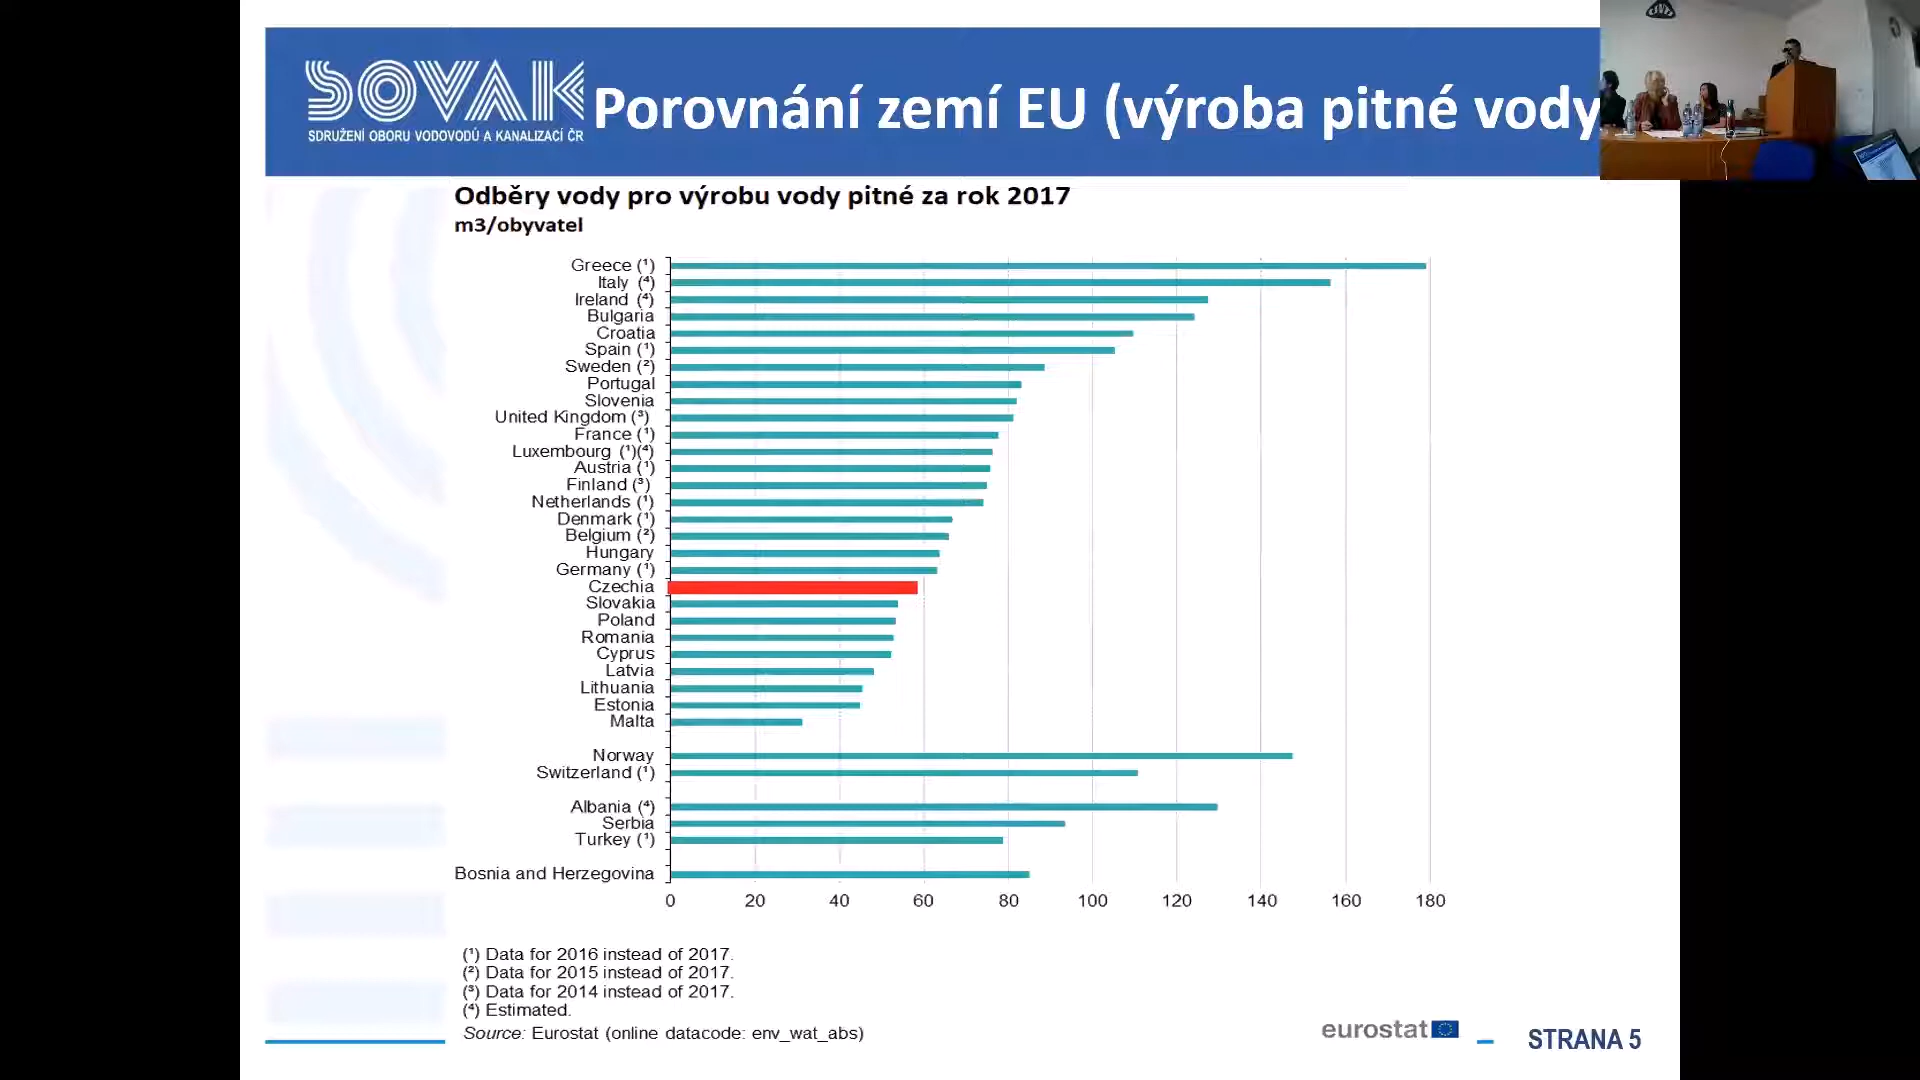 SOVAK
SDRUŽENÍ OBORU VODOVODŮ A KANALIZACÍ ČR
Porovnání zemí EU (výroba pitné vody
Odběry vody pro výrobu vody pitné za rok 2017
m3/obyvatel
Greece (¹)
Italy (⁴)
Ireland (⁴)
Bulgaria
Croatia
Spain (¹)
Sweden (²)
Portugal
Slovenia
United Kingdom (³)
France (¹)
Luxembourg (¹)(⁴)
Austria (¹)
Finland (³)
Netherlands (¹)
Denmark (¹)
Belgium (²)
Hungary
Germany (¹)
Czechia
Slovakia
Poland
Romania
Cyprus
Latvia
Lithuania
Estonia
Malta
Norway
Switzerland (¹)
Albania (⁴)
Serbia
Turkey (¹)
Bosnia and Herzegovina
0 20 40 60 80 100 120 140 160 180
(¹) Data for 2016 instead of 2017.
(²) Data for 2015 instead of 2017.
(³) Data for 2014 instead of 2017.
(⁴) Estimated.
Source: Eurostat (online datacode: env_wat_abs)
eurostat
STRANA 5